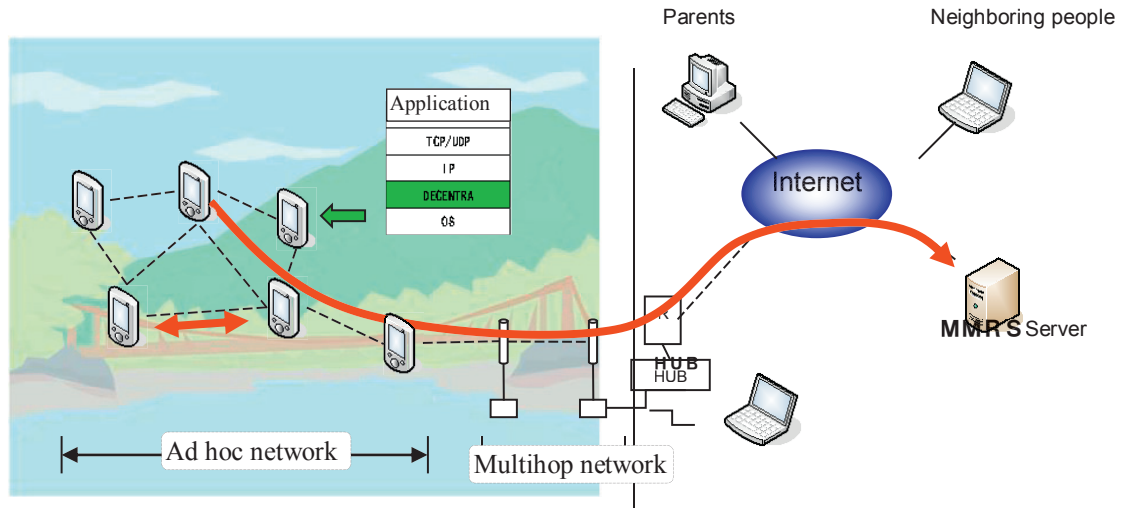 Parents
Neighboring people
Application
TCP/UDP
IP
DECENTRA
OS
Internet
R
MMRS Server
HUB
HUB
Ad hoc network
Multihop network